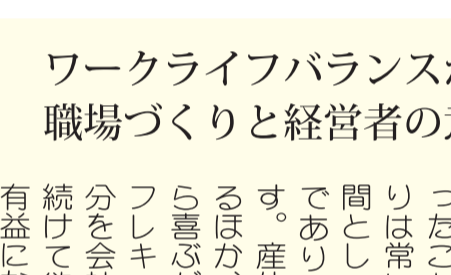 ワークライフバランス
職場づくりと経営者の
ったこ
りは常
間とし
であり
す。産
るほか
ら喜ぶ
フレキ
分を会
続けて
有益に